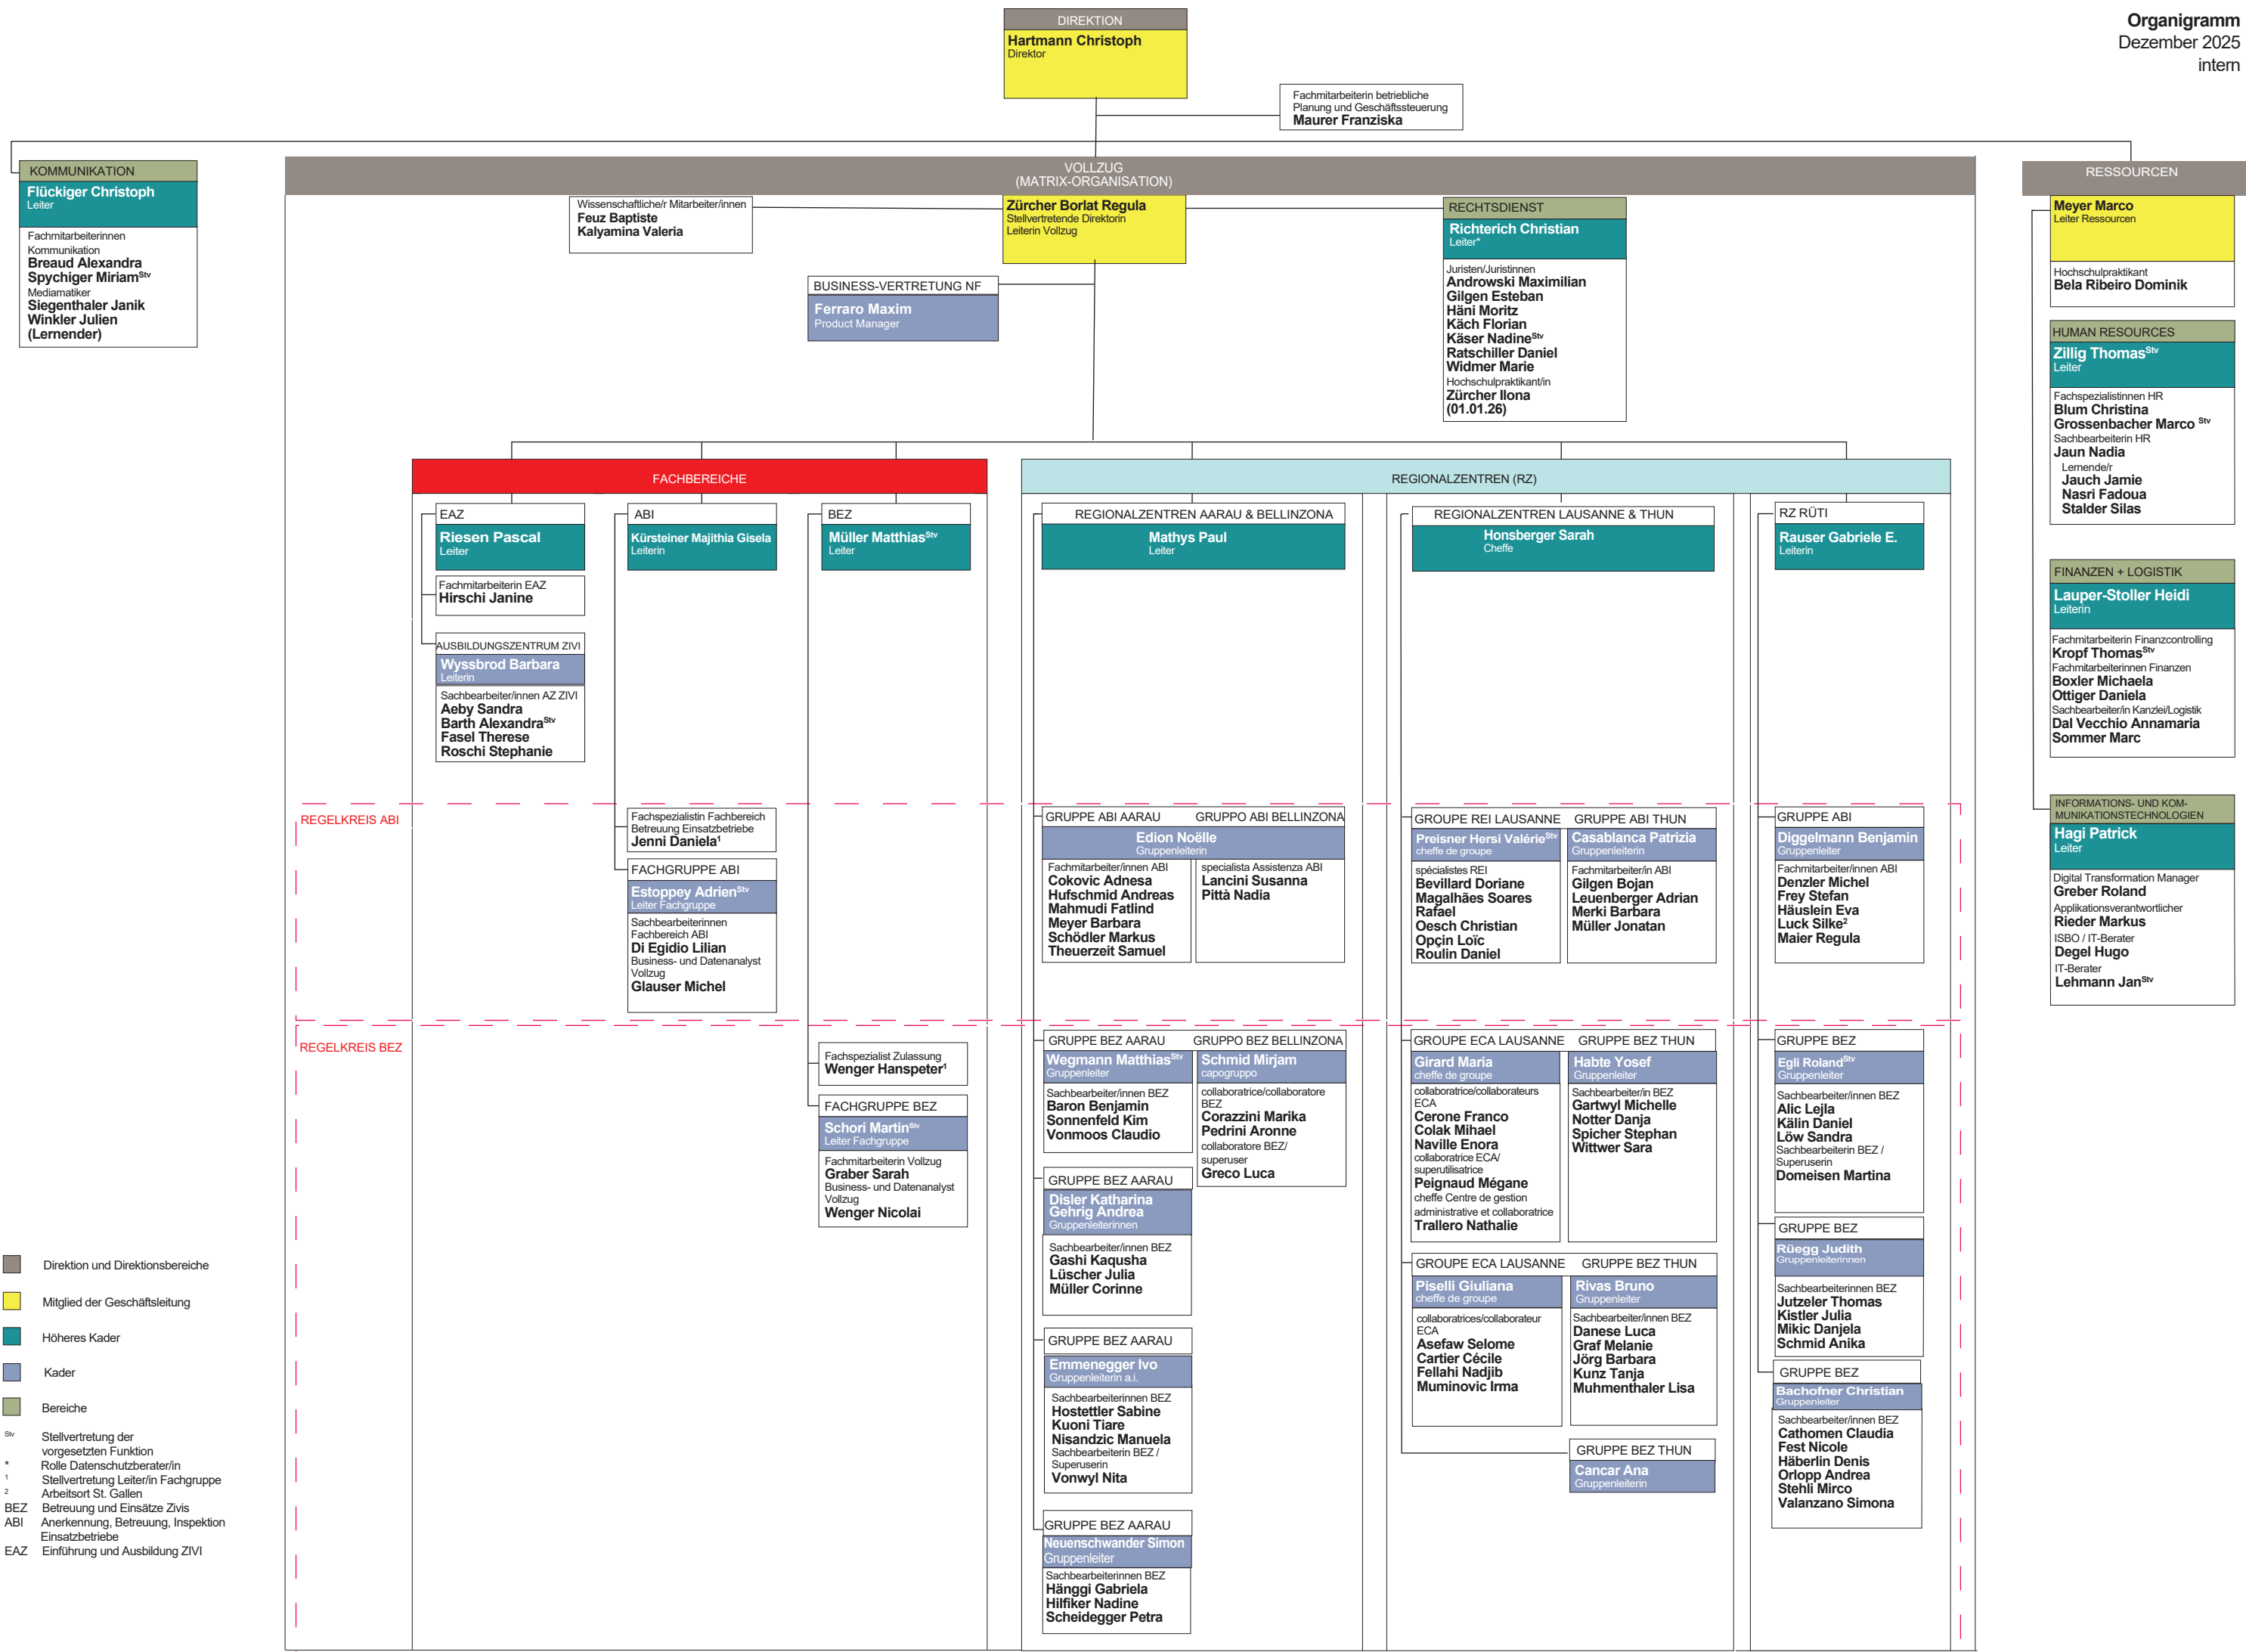 Organigramm
Dezember 2025
intern
DIREKTION
Hartmann Christoph
Direktor
Fachmitarbeiterin betriebliche
Planung und Geschäftssteuerung
Maurer Franziska
KOMMUNIKATION
Flückiger Christoph
Leiter
Fachmitarbeiterinnen
Kommunikation
Breaud Alexandra
Spychiger Miriam Stv
Mediamatiker
Siegenthaler Janik
Winkler Julien
(Lernender)
VOLLZUG
(MATRIX-ORGANISATION)
Wissenschaftliche/r Mitarbeiter/innen
Feuz Baptiste
Kalyamina Valeria
Zürcher Borlat Regula
Stellvertretende Direktorin
Leiterin Vollzug
BUSINESS-VERTRETUNG NF
Ferraro Maxim
Product Manager
RECHTSDIENST
Richterich Christian
Leiter*
Juristen/Juristinnen
Androwski Maximilian
Gilgen Esteban
Häni Moritz
Käch Florian
Käser Nadine Stv
Ratschiller Daniel
Widmer Marie
Hochschulpraktikant/in
Zürcher Ilona
(01.01.26)
RESSOURCEN
Meyer Marco
Leiter Ressourcen
Hochschulpraktikant
Bela Ribeiro Dominik
HUMAN RESOURCES
Zillig Thomas Stv
Leiter
Fachspezialistinnen HR
Blum Christina
Grossenbacher Marco Stv
Sachbearbeiterin HR
Jaun Nadia
Lernende/r
Jauch Jamie
Nasri Fadoua
Stalder Silas
FINANZEN + LOGISTIK
Lauper-Stoller Heidi
Leiterin
Fachmitarbeiterin Finanzcontrolling
Kropf Thomas Stv
Fachmitarbeiterinnen Finanzen
Boxler Michaela
Ottiger Daniela
Sachbearbeiter/in Kanzlei/Logistik
Dal Vecchio Annamaria
Sommer Marc
INFORMATIONS- UND KOM-
MUNIKATIONSTECHNOLOGIEN
Hagi Patrick
Leiter
Digital Transformation Manager
Greber Roland
Applikationsverantwortlicher
Rieder Markus
ISBO / IT-Berater
Degel Hugo
IT-Berater
Lehmann Jan Stv
FACHBEREICHE
EAZ
Riesen Pascal
Leiter
Fachmitarbeiterin EAZ
Hirschi Janine
AUSBILDUNGSZENTRUM ZIVI
Wyssbrod Barbara
Leiterin
Sachbearbeiter/innen AZ ZIVI
Aeby Sandra
Barth Alexandra Stv
Fasel Therese
Roschi Stephanie
ABI
Kürsteiner Majithia Gisela
Leiterin
BEZ
Müller Matthias Stv
Leiter
REGIONALZENTREN (RZ)
REGIONALZENTREN AARAU & BELLINZONA
Mathys Paul
Leiter
REGIONALZENTREN LAUSANNE & THUN
Honsberger Sarah
Cheffe
RZ RÜTI
Rauser Gabriele E.
Leiterin
REGELKREIS ABI
Fachspezialistin Fachbereich
Betreuung Einsatzbetriebe
Jenni Daniela¹
FACHGRUPPE ABI
Estoppey Adrien Stv
Leiter Fachgruppe
Sachbearbeiterinnen
Fachbereich ABI
Di Egidio Lilian
Business- und Datenanalyst
Vollzug
Glauser Michel
GRUPPE ABI AARAU
GRUPPO ABI BELLINZONA
Edion Noëlle
Gruppenleiterin
Fachmitarbeiter/innen ABI
Cokovic Adnesa
Hufschmid Andreas
Mahmudi Fatlind
Meyer Barbara
Schödler Markus
Theuerzeit Samuel
specialista Assistenza ABI
Lancini Susanna
Pittà Nadia
GROUPE REI LAUSANNE
Preisner Hersi Valérie Stv
cheffe de groupe
spécialistes REI
Bevillard Doriane
Magalhães Soares
Rafael
Oesch Christian
Opçin Loïc
Roulin Daniel
GRUPPE ABI THUN
Casablanca Patrizia
Gruppenleiterin
Fachmitarbeiter/in ABI
Gilgen Bojan
Leuenberger Adrian
Merki Barbara
Müller Jonatan
GRUPPE ABI
Diggelmann Benjamin
Gruppenleiter
Fachmitarbeiter/innen ABI
Denzler Michel
Frey Stefan
Häuslein Eva
Luck Silke²
Maier Regula
REGELKREIS BEZ
Fachspezialist Zulassung
Wenger Hanspeter¹
FACHGRUPPE BEZ
Schori Martin Stv
Leiter Fachgruppe
Fachmitarbeiterin Vollzug
Graber Sarah
Business- und Datenanalyst
Vollzug
Wenger Nicolai
GRUPPE BEZ AARAU
Wegmann Matthias Stv
Gruppenleiter
Sachbearbeiter/innen BEZ
Baron Benjamin
Sonnenfeld Kim
Vonmoos Claudio
GRUPPO BEZ BELLINZONA
Schmid Mirjam
capogruppo
collaboratrice/collaboratore
BEZ
Corazzini Marika
Pedrini Aronne
collaboratore BEZ/
superuser
Greco Luca
GRUPPE BEZ AARAU
Disler Katharina
Gehrig Andrea
Gruppenleiterinnen
Sachbearbeiter/innen BEZ
Gashi Kaqusha
Lüscher Julia
Müller Corinne
GRUPPE BEZ AARAU
Emmenegger Ivo
Gruppenleiterin a.i.
Sachbearbeiterinnen BEZ
Hostettler Sabine
Kuoni Tiare
Nisandzic Manuela
Sachbearbeiterin BEZ /
Superuserin
Vonwyl Nita
GRUPPE BEZ AARAU
Neuenschwander Simon
Gruppenleiter
Sachbearbeiterinnen BEZ
Hänggi Gabriela
Hilfiker Nadine
Scheidegger Petra
GROUPE ECA LAUSANNE
Girard Maria
cheffe de groupe
collaboratrice/collaborateurs
ECA
Cerone Franco
Colak Mihael
Naville Enora
collaboratrice ECA/
superutilisatrice
Peignaud Mégane
cheffe Centre de gestion
administrative et collaboratrice
Trallero Nathalie
GRUPPE BEZ THUN
Habte Yosef
Gruppenleiter
Sachbearbeiter/in BEZ
Gartwyl Michelle
Notter Danja
Spicher Stephan
Wittwer Sara
GROUPE ECA LAUSANNE
Piselli Giuliana
cheffe de groupe
collaboratrices/collaborateur
ECA
Asefaw Selome
Cartier Cécile
Fellahi Nadjib
Muminovic Irma
GRUPPE BEZ THUN
Rivas Bruno
Gruppenleiter
Sachbearbeiter/innen BEZ
Danese Luca
Graf Melanie
Jörg Barbara
Kunz Tanja
Muhmenthaler Lisa
GRUPPE BEZ THUN
Cancar Ana
Gruppenleiterin
GRUPPE BEZ
Egli Roland Stv
Gruppenleiter
Sachbearbeiter/innen BEZ
Alic Lejla
Kälin Daniel
Löw Sandra
Sachbearbeiterin BEZ /
Superuserin
Domeisen Martina
GRUPPE BEZ
Rüegg Judith
Gruppenleiterinnen
Sachbearbeiterinnen BEZ
Jutzeler Thomas
Kistler Julia
Mikic Danjela
Schmid Anika
GRUPPE BEZ
Bachofner Christian
Gruppenleiter
Sachbearbeiter/innen BEZ
Cathomen Claudia
Fest Nicole
Häberlin Denis
Orlopp Andrea
Stehli Mirco
Valanzano Simona
Direktion und Direktionsbereiche
Mitglied der Geschäftsleitung
Höheres Kader
Kader
Bereiche
Stv Stellvertretung der
vorgesetzten Funktion
* Rolle Datenschutzberater/in
1 Stellvertretung Leiter/in Fachgruppe
2 Arbeitsort St. Gallen
BEZ Betreuung und Einsätze Zivis
ABI Anerkennung, Betreuung, Inspektion
Einsatzbetriebe
EAZ Einführung und Ausbildung ZIVI